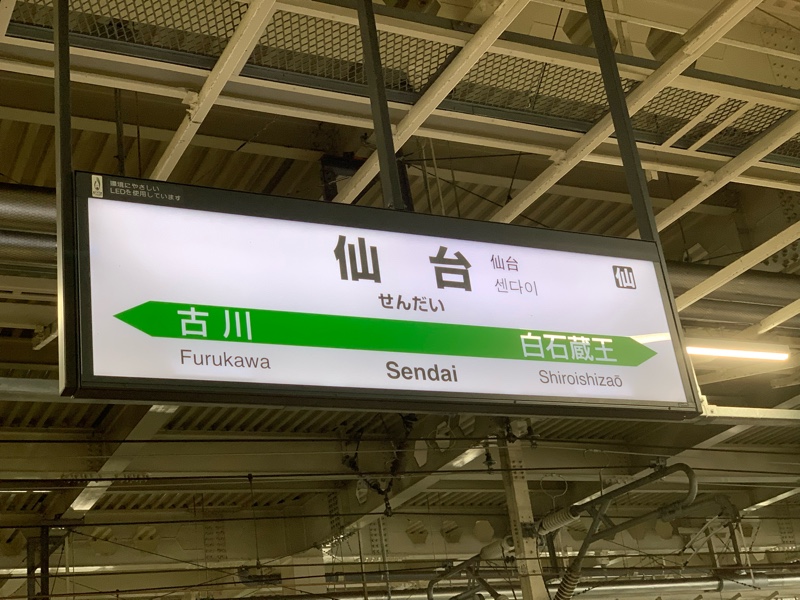 環境にやさしい
LEDを使用しています
仙台
仙台
센다이
仙
せんだい
古川
白石蔵王
Furukawa
Sendai
Shiroishizaō